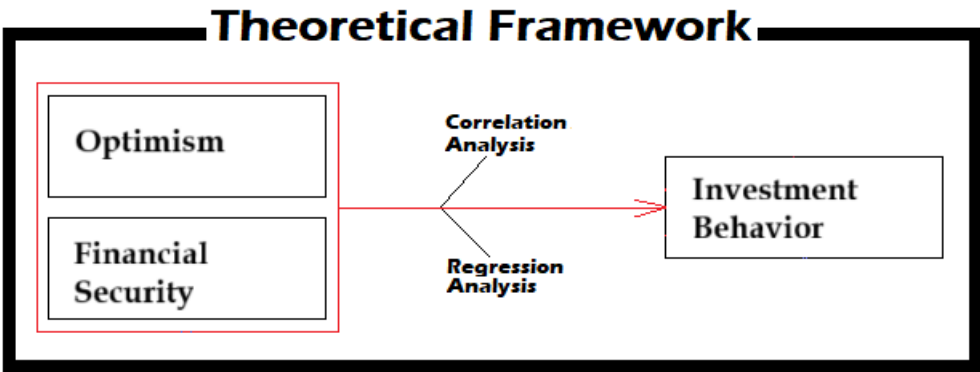 Theoretical Framework
Optimism
Financial
Security
Correlation
Analysis
Regression
Analysis
Investment
Behavior